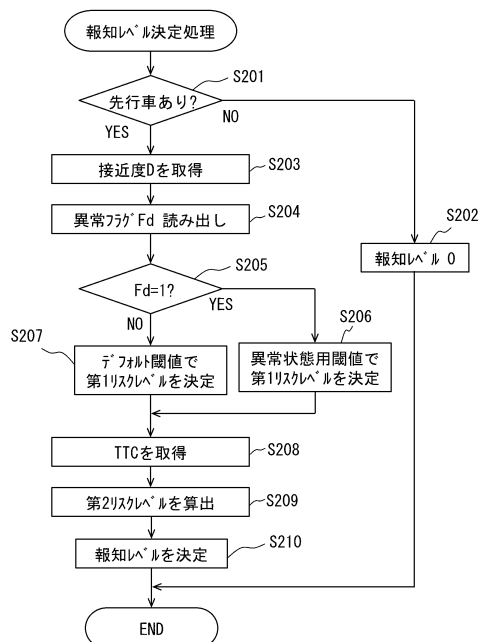 報知レベル決定処理
S201
先行車あり?
NO
YES
接近度Dを取得
S203
異常フラグFd 読み出し
S204
S202
報知レベル 0
S205
Fd=1?
YES
NO
S207
S206
デフォルト閾値で
第1リスクレベルを決定
異常状態用閾値で
第1リスクレベルを決定
TTCを取得
S208
第2リスクレベルを算出
S209
報知レベルを決定
S210
END